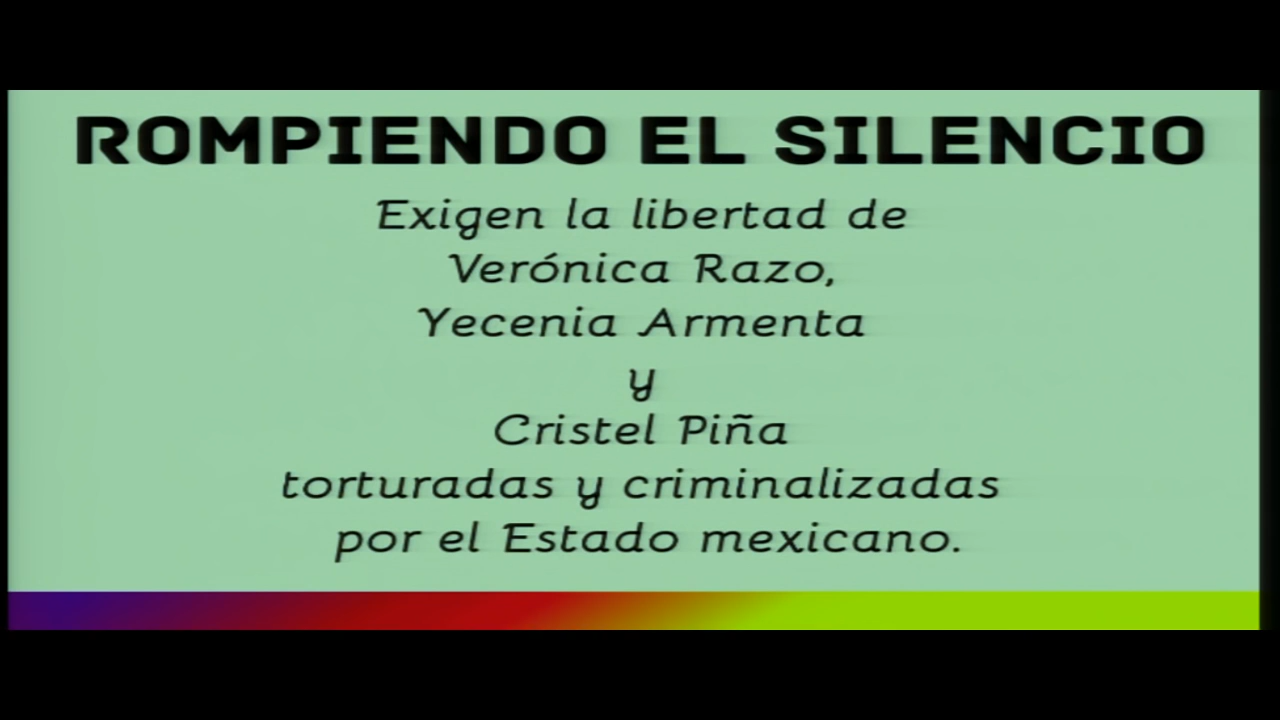 ROMPIENDO EL SILENCIO
Exigen la libertad de
Verónica Razo,
Yecenia Armenta
y
Cristel Piña
torturadas y criminalizadas
por el Estado mexicano.